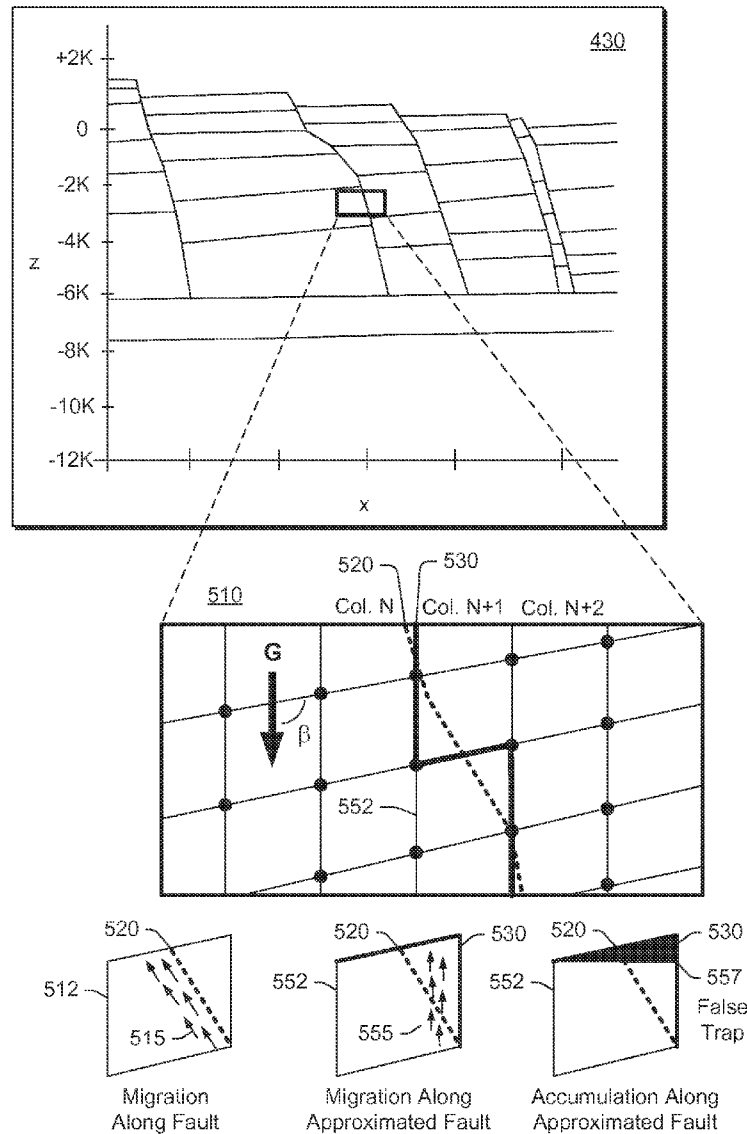 430
+2K
0
-2K
-4K
z
-6K
-8K
-10K
-12K
x
520
530
510
Col. N
Col. N+1
Col. N+2
G
β
552
520
512
515
Migration
Along Fault
520
530
552
555
Migration Along
Approximated Fault
520
530
552
557
False
Trap
Accumulation Along
Approximated Fault